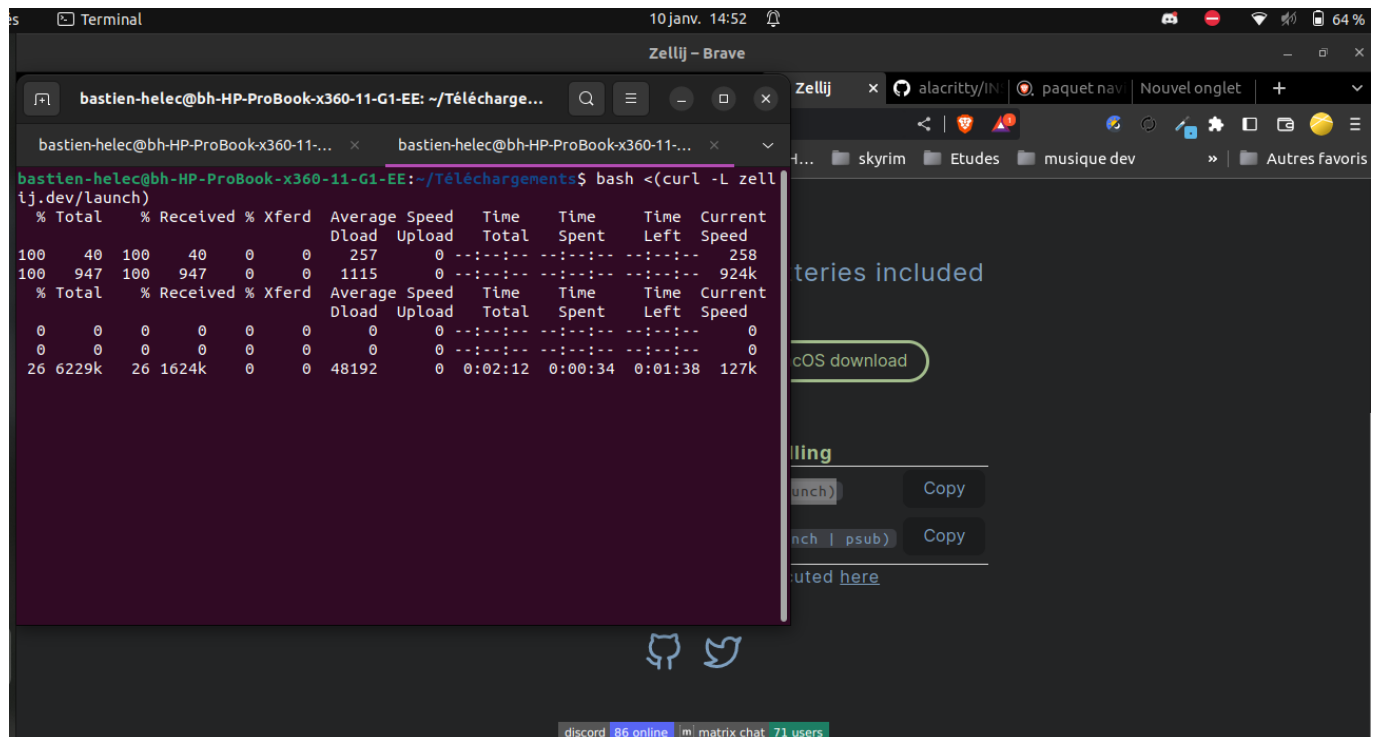 es Terminal 10 janv. 14:52 64 %
Zellij – Brave
bastien-helec@bh-HP-ProBook-x360-11-G1-EE: ~/Télécharge...
Zellij × alacritty/IN paquet navi Nouvel onglet +
bastien-helec@bh-HP-ProBook-x360-11-... × bastien-helec@bh-HP-ProBook-x360-11-... ×
H... skyrim Etudes musique dev » Autres favoris
bastien-helec@bh-HP-ProBook-x360-11-G1-EE:~/Téléchargements$ bash <(curl -L zell
ij.dev/launch)
% Total % Received % Xferd Average Speed Time Time Time Current
Dload Upload Total Spent Left Speed
100 40 100 40 0 0 257 0 --:--:-- --:--:-- --:--:-- 258
100 947 100 947 0 0 1115 0 --:--:-- --:--:-- --:--:-- 924k
% Total % Received % Xferd Average Speed Time Time Time Current
Dload Upload Total Spent Left Speed
0 0 0 0 0 0 0 0 --:--:-- --:--:-- --:--:-- 0
0 0 0 0 0 0 0 0 --:--:-- --:--:-- --:--:-- 0
26 6229k 26 1624k 0 0 48192 0 0:02:12 0:00:34 0:01:38 127k
teries included
cOS download
lling
unch) Copy
nch | psub) Copy
cuted here
discord 86 online m matrix chat 71 users